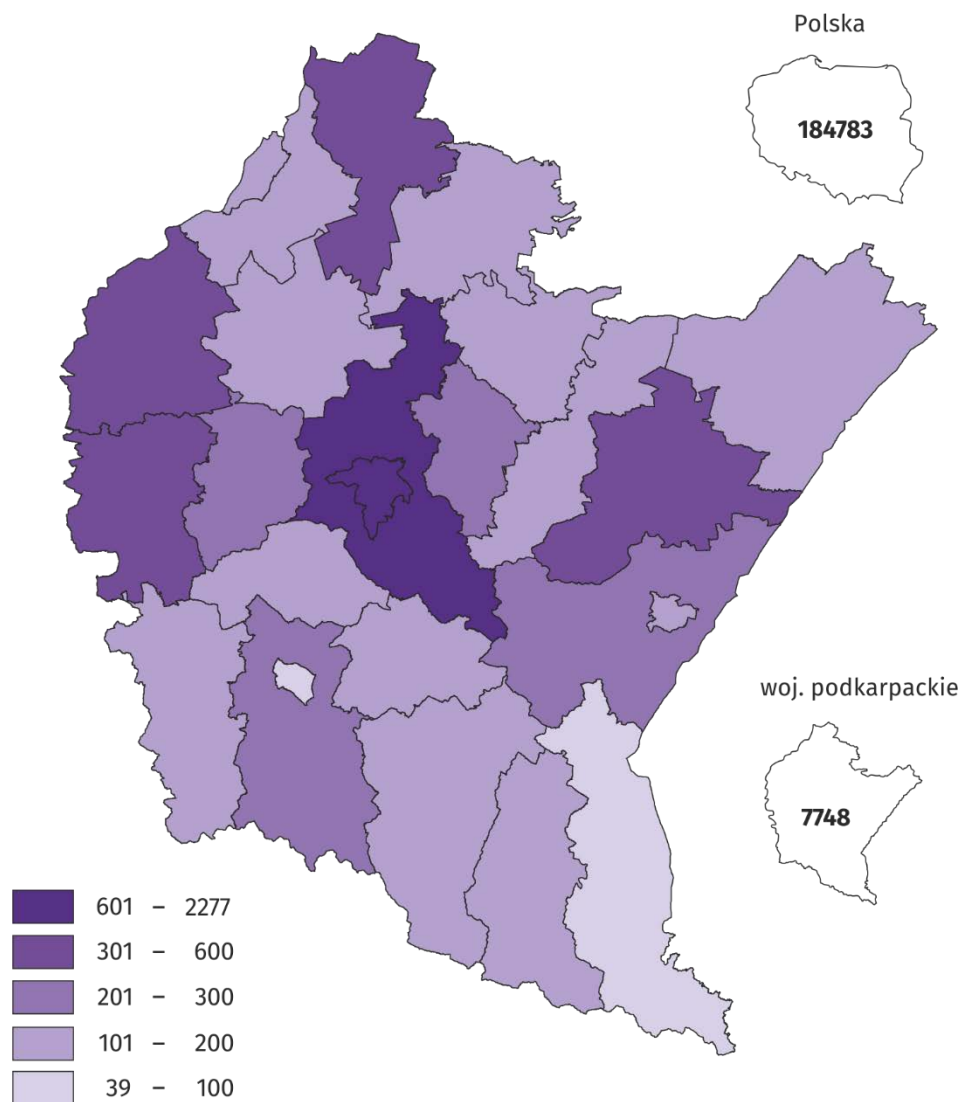 Polska
184783
woj. podkarpackie
7748
601 – 2277
301 – 600
201 – 300
101 – 200
39 – 100